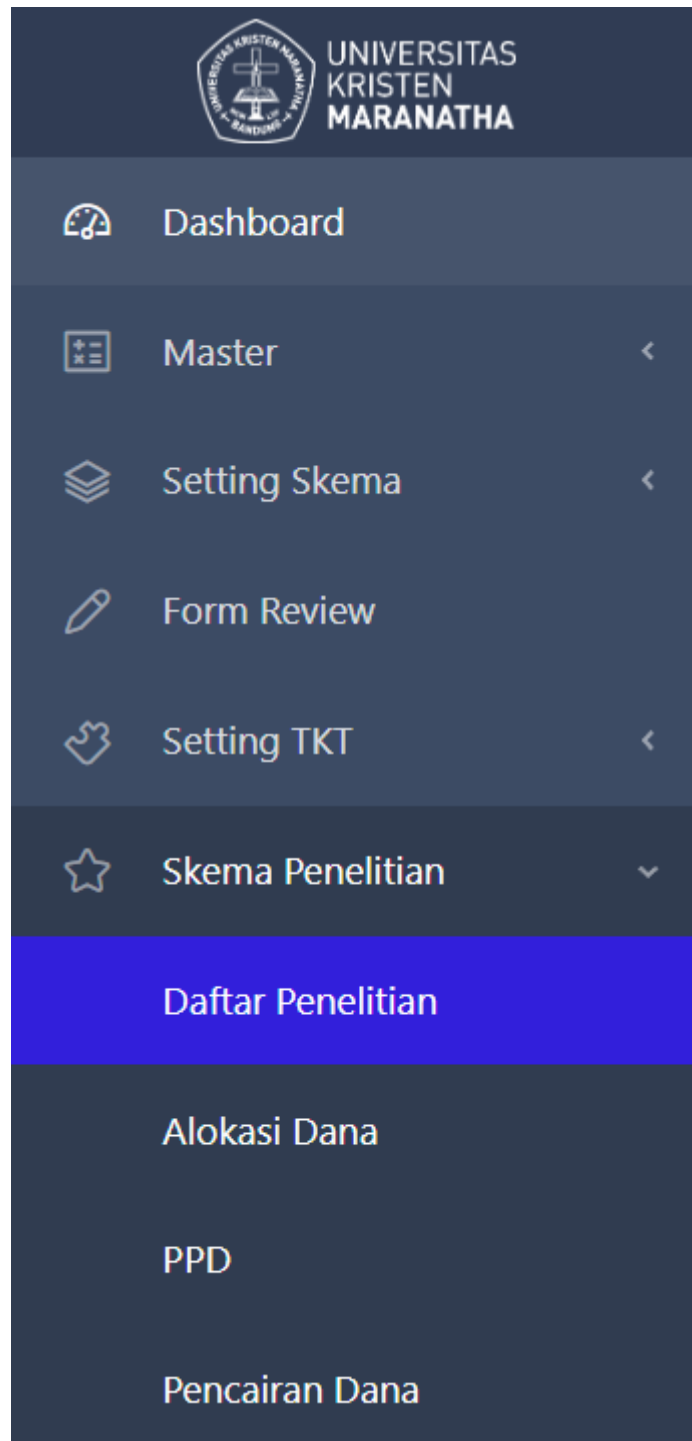 UNIVERSITAS
KRISTEN
MARANATHA
Dashboard
Master
Setting Skema
Form Review
Setting TKT
Skema Penelitian
Daftar Penelitian
Alokasi Dana
PPD
Pencairan Dana